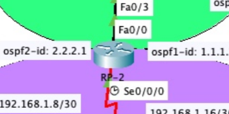 Fa0/3
osp
Fa0/0
ospf2-id: 2.2.2.1
ospf1-id: 1.1.1.
RP-2
Se0/0/0
192.168.1.8/30
192.168.1.16/3